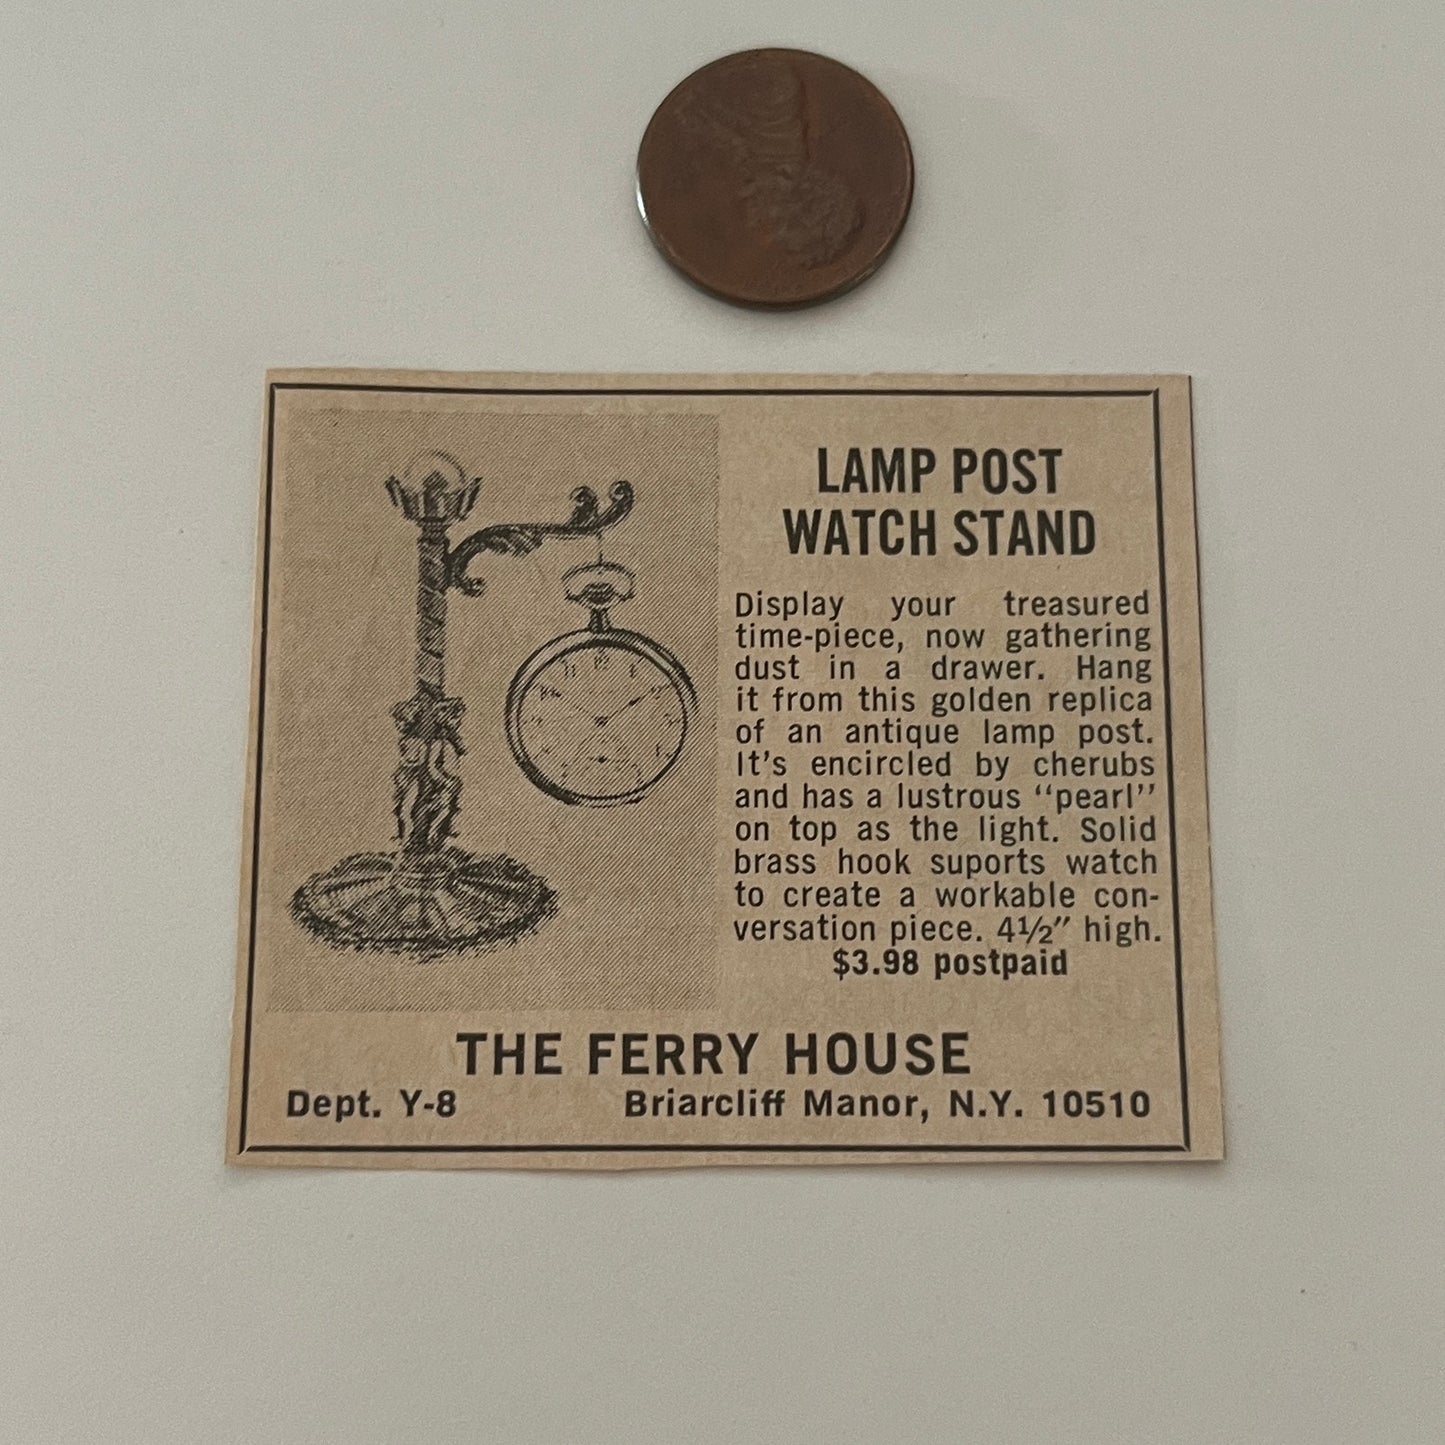 LAMP POST
WATCH STAND
Display your treasured
time-piece, now gathering
dust in a drawer. Hang
it from this golden replica
of an antique lamp post.
It's encircled by cherubs
and has a lustrous “pearl”
on top as the light. Solid
brass hook suports watch
to create a workable con-
versation piece. 4½″ high.
$3.98 postpaid
THE FERRY HOUSE
Dept. Y-8 Briarcliff Manor, N.Y. 10510